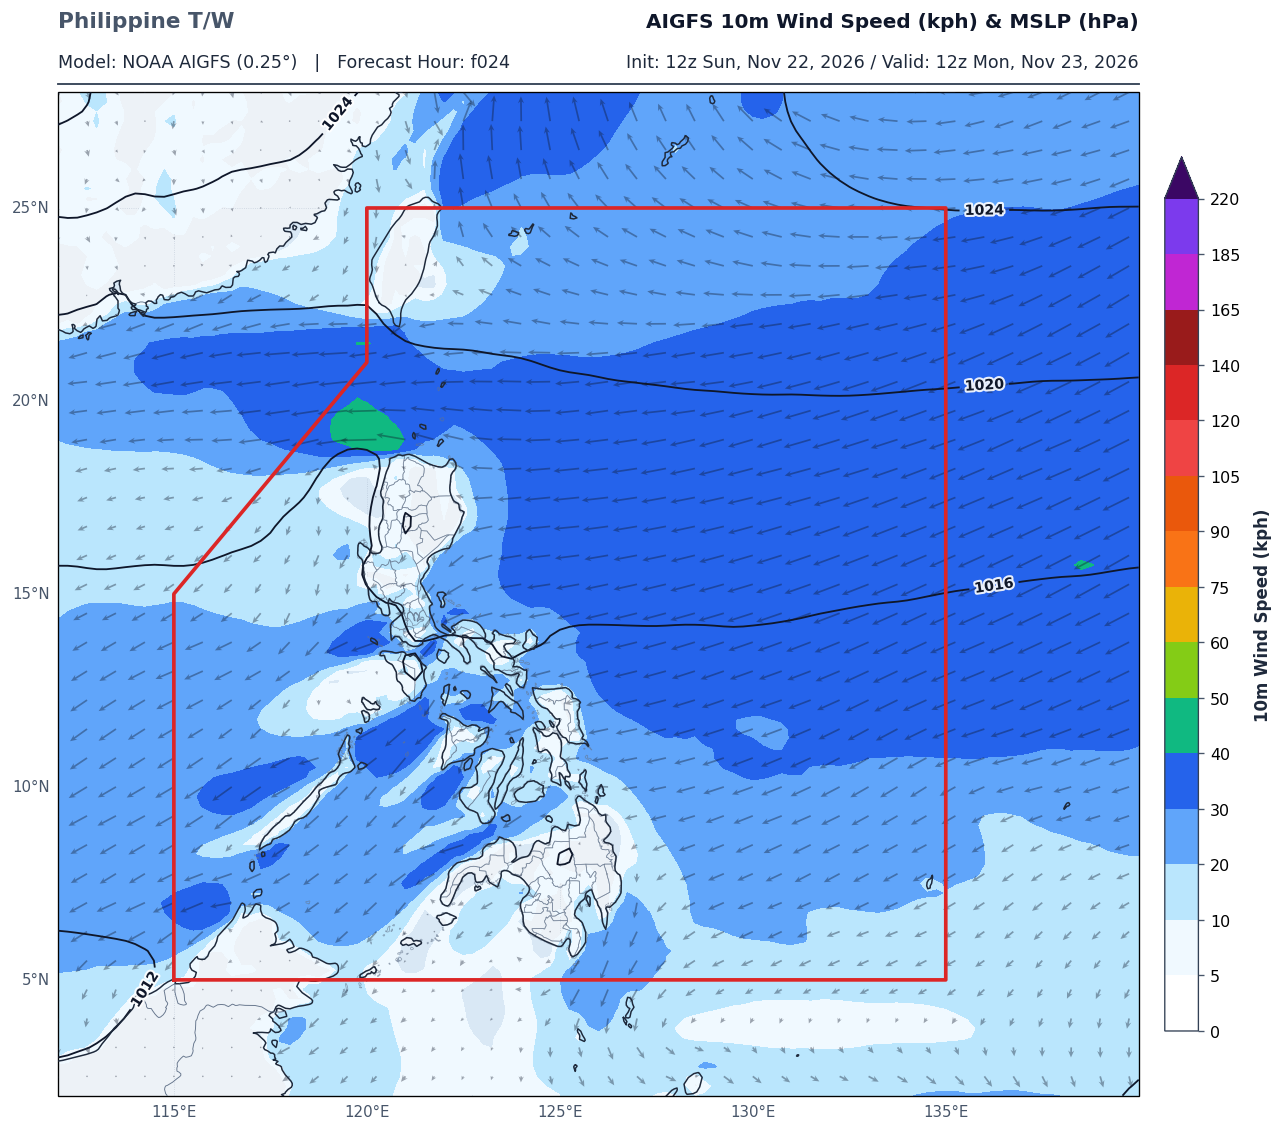 Philippine T/W
AIGFS 10m Wind Speed (kph) & MSLP (hPa)
Model: NOAA AIGFS (0.25°)   |   Forecast Hour: f024
Init: 12z Sun, Nov 22, 2026 / Valid: 12z Mon, Nov 23, 2026
1024
1024
1020
1016
1012
25°N
20°N
15°N
10°N
5°N
115°E
120°E
125°E
130°E
135°E
220
185
165
140
120
105
90
75
60
50
40
30
20
10
5
0
10m Wind Speed (kph)